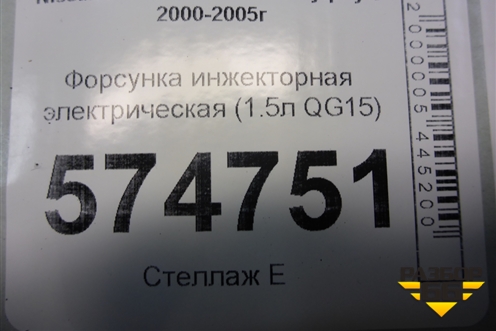 2000-2005г
Форсунка инжекторная
электрическая (1.5л QG15)
574751
Стеллаж Е
2000005445200